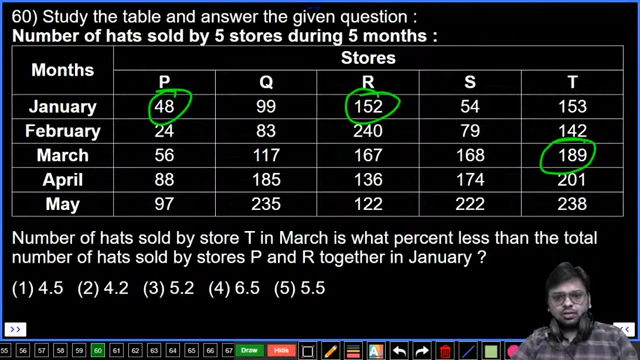 60) Study the table and answer the given question :
Number of hats sold by 5 stores during 5 months :
Months Stores
P Q R S T
January 48 99 152 54 153
February 24 83 240 79 142
March 56 117 167 168 189
April 88 185 136 174 201
May 97 235 122 222 238
Number of hats sold by store T in March is what percent less than the total
number of hats sold by stores P and R together in January ?
(1) 4.5 (2) 4.2 (3) 5.2 (4) 6.5 (5) 5.5
>> >>
55 56 57 58 59 60 61 62 63 64 65 66 67 Draw Hide A